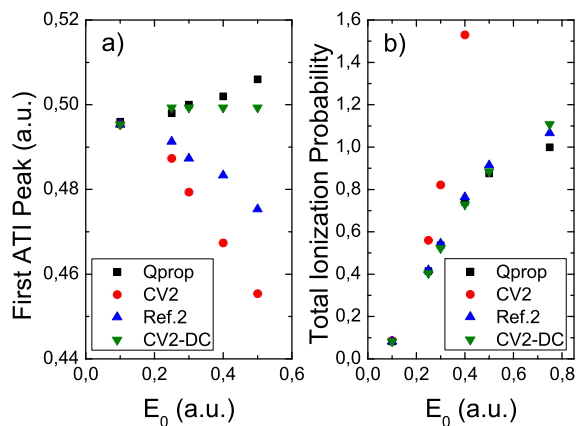 a)
0,52
0,50
0,48
0,46
0,44
First ATI Peak (a.u.)
Qprop
CV2
Ref.2
CV2-DC
0,0 0,2 0,4 0,6
E0 (a.u.)
b)
1,6
1,4
1,2
1,0
0,8
0,6
0,4
0,2
0,0
Total Ionization Probability
Qprop
CV2
Ref.2
CV2-DC
0,0 0,2 0,4 0,6 0,8
E0 (a.u.)